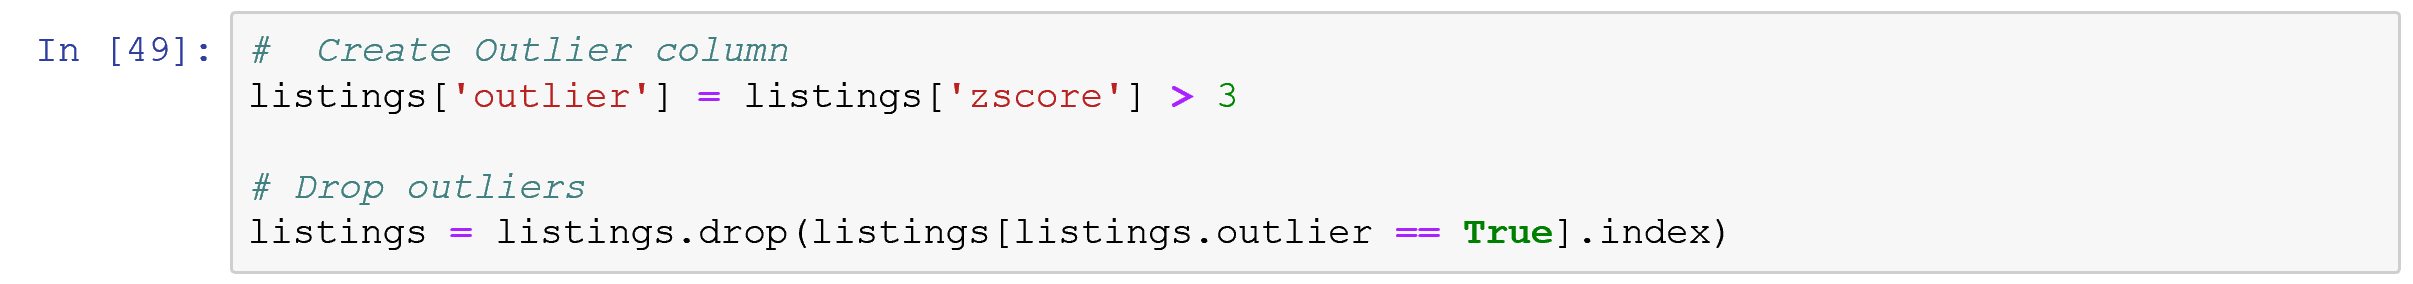 In [49]:
#  Create Outlier column
listings['outlier'] = listings['zscore'] > 3
# Drop outliers
listings = listings.drop(listings[listings.outlier == True].index)